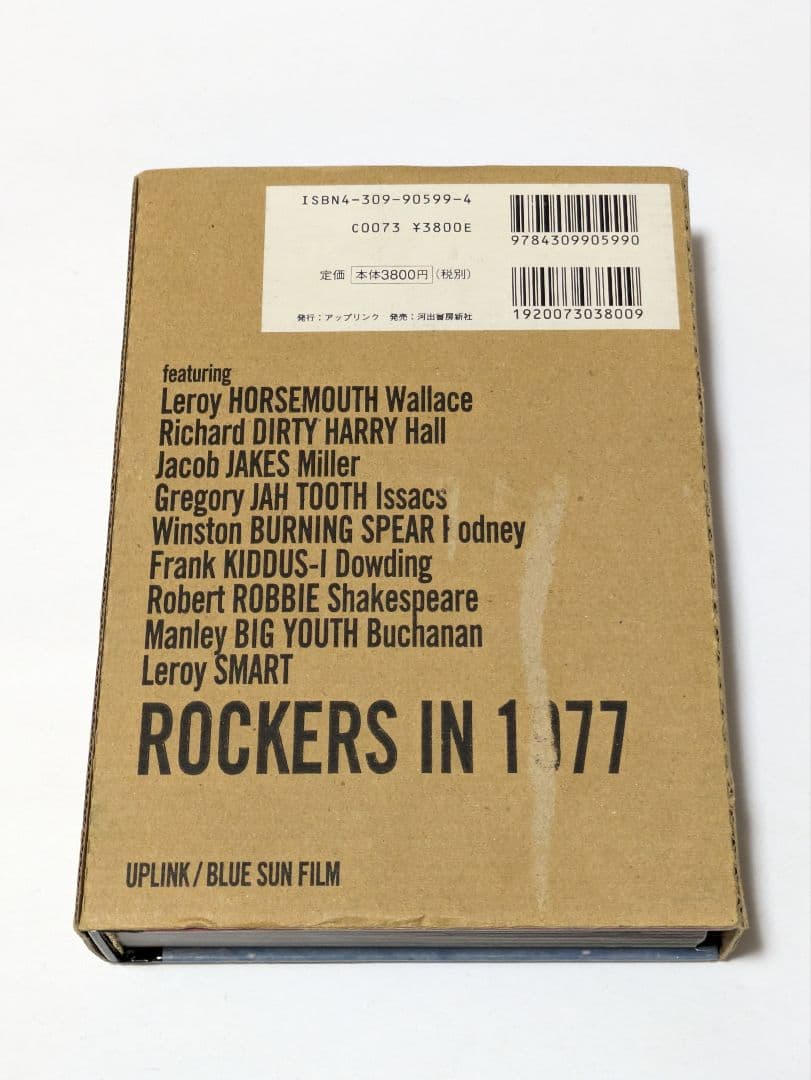 ISBN4-309-90599-4
C0073 ¥3800E
9784309905990
定価 本体3800円 (税別)
1920073038009
発行：アップリンク 発売：河出書房新社
featuring
Leroy HORSEMOUTH Wallace
Richard DIRTY HARRY Hall
Jacob JAKES Miller
Gregory JAH TOOTH Issacs
Winston BURNING SPEAR Rodney
Frank KIDDUS-I Dowding
Robert ROBBIE Shakespeare
Manley BIG YOUTH Buchanan
Leroy SMART
ROCKERS IN 1977
UPLINK/BLUE SUN FILM